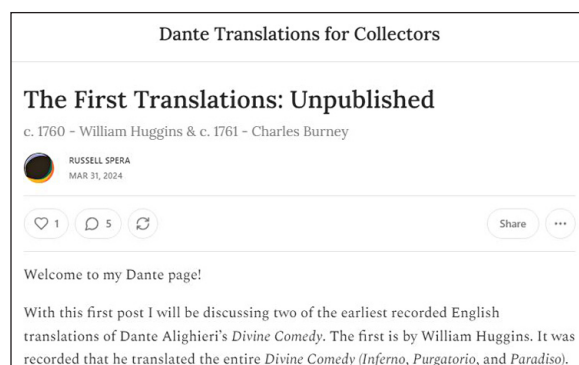 Dante Translations for Collectors
The First Translations: Unpublished
c. 1760 – William Huggins & c. 1761 – Charles Burney
RUSSELL SPERA
MAR 31, 2024
1 5 Share
Welcome to my Dante page!
With this first post I will be discussing two of the earliest recorded English
translations of Dante Alighieri’s Divine Comedy. The first is by William Huggins. It was
recorded that he translated the entire Divine Comedy (Inferno, Purgatorio, and Paradiso).